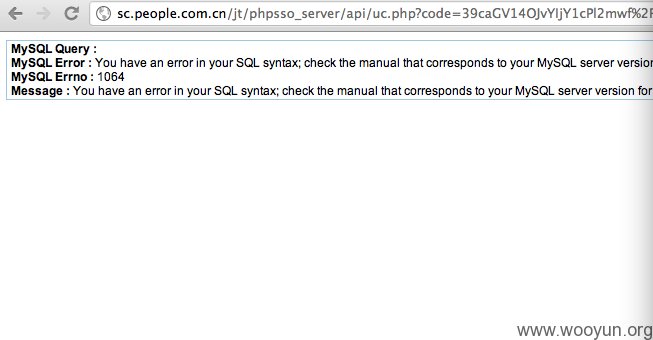 sc.people.com.cn/jt/phpsso_server/api/uc.php?code=39caGV14OJvYIjY1cPl2mwf%2F
MySQL Query :
MySQL Error : You have an error in your SQL syntax; check the manual that corresponds to your MySQL server version
MySQL Errno : 1064
Message : You have an error in your SQL syntax; check the manual that corresponds to your MySQL server version for
www.wooyun.org